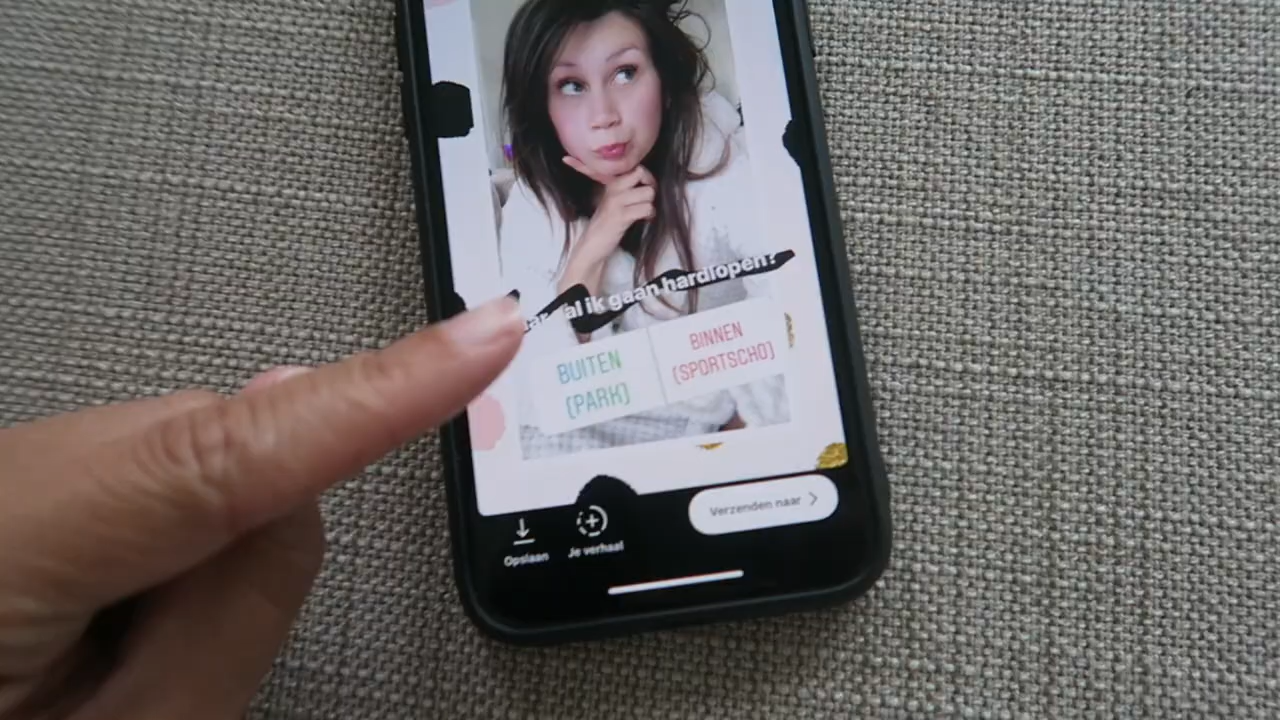 al ik gaan hardlopen?
BUITEN
(PARK)
BINNEN
(SPORTSCHO)
Opslaan
Je verhaal
Verzenden naar